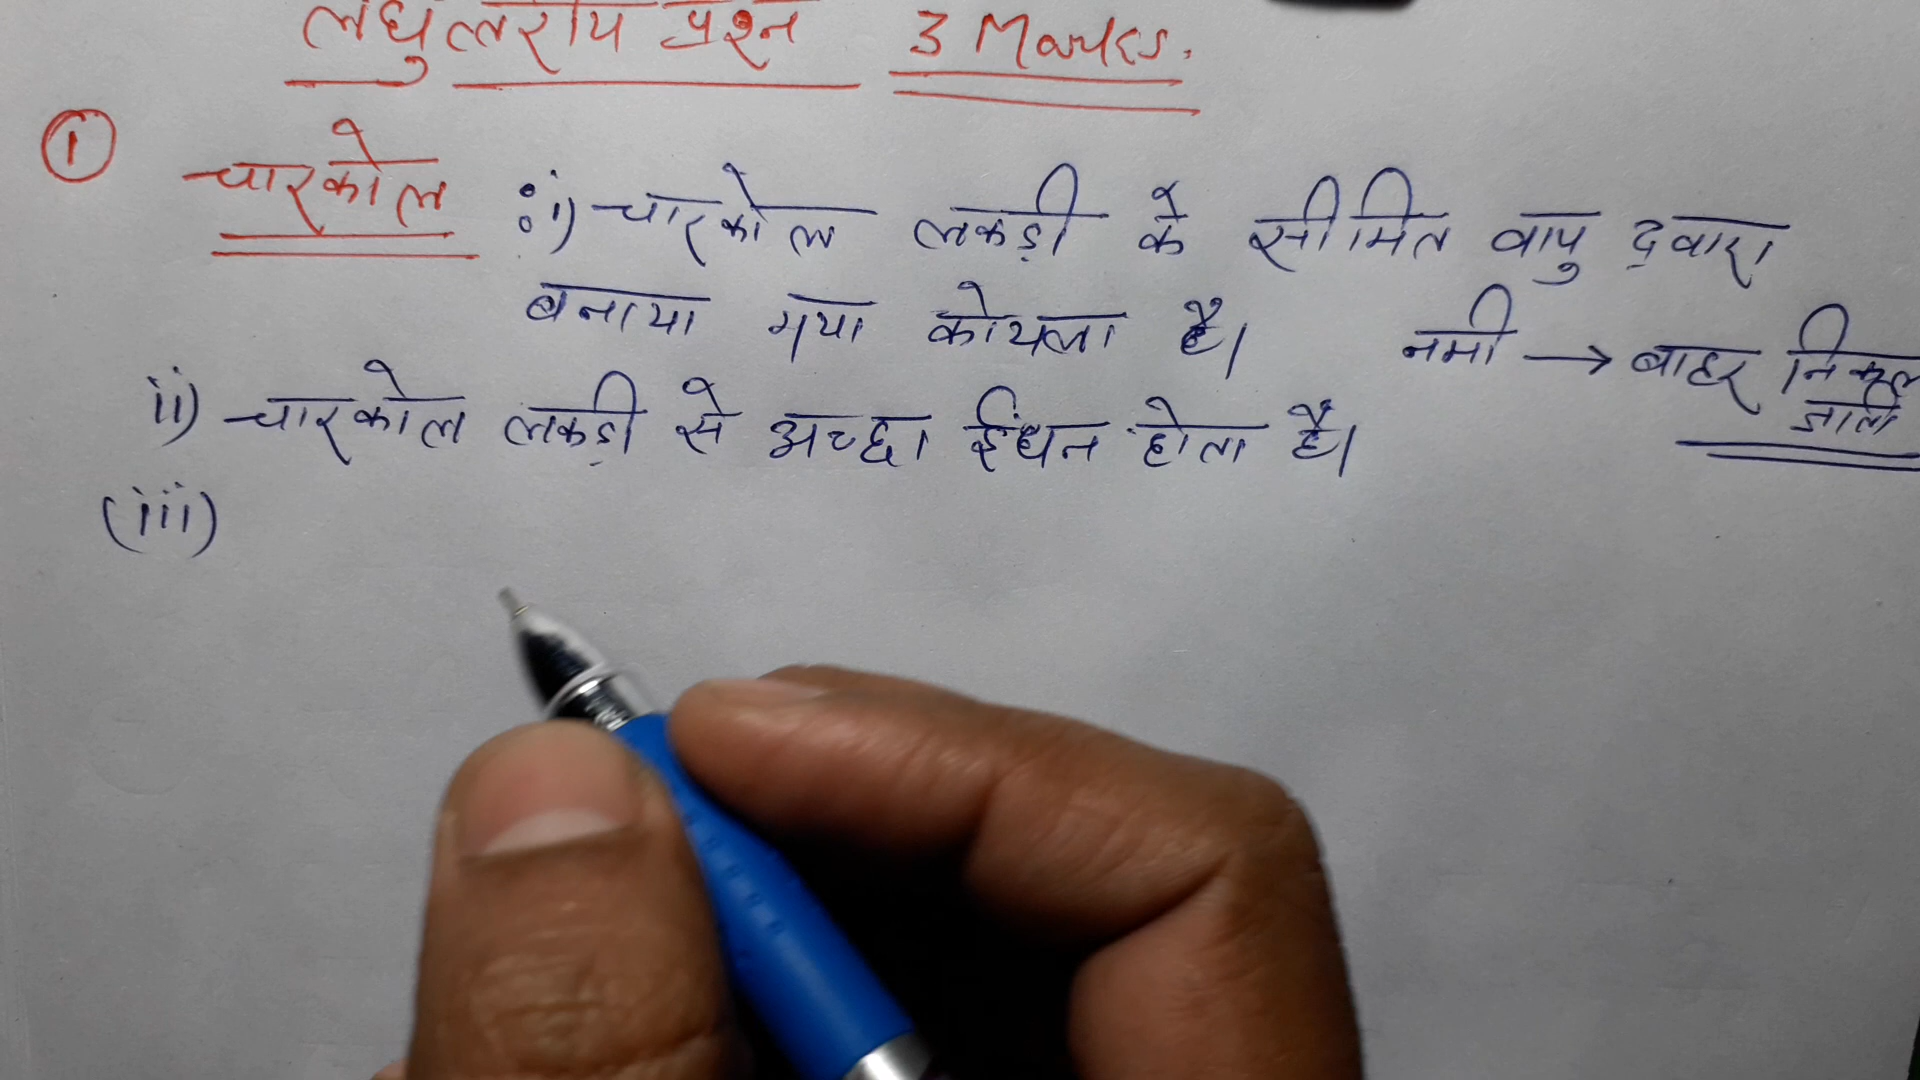 लघुत्तरीय प्रश्न 3 Marks.
① चारकोल : i) चारकोल लकड़ी के सीमित वायु द्वारा
बनाया गया कोयला है। नमी → बाहर निकल जाती
ii) चारकोल लकड़ी से अच्छा ईंधन होता है।
(iii)